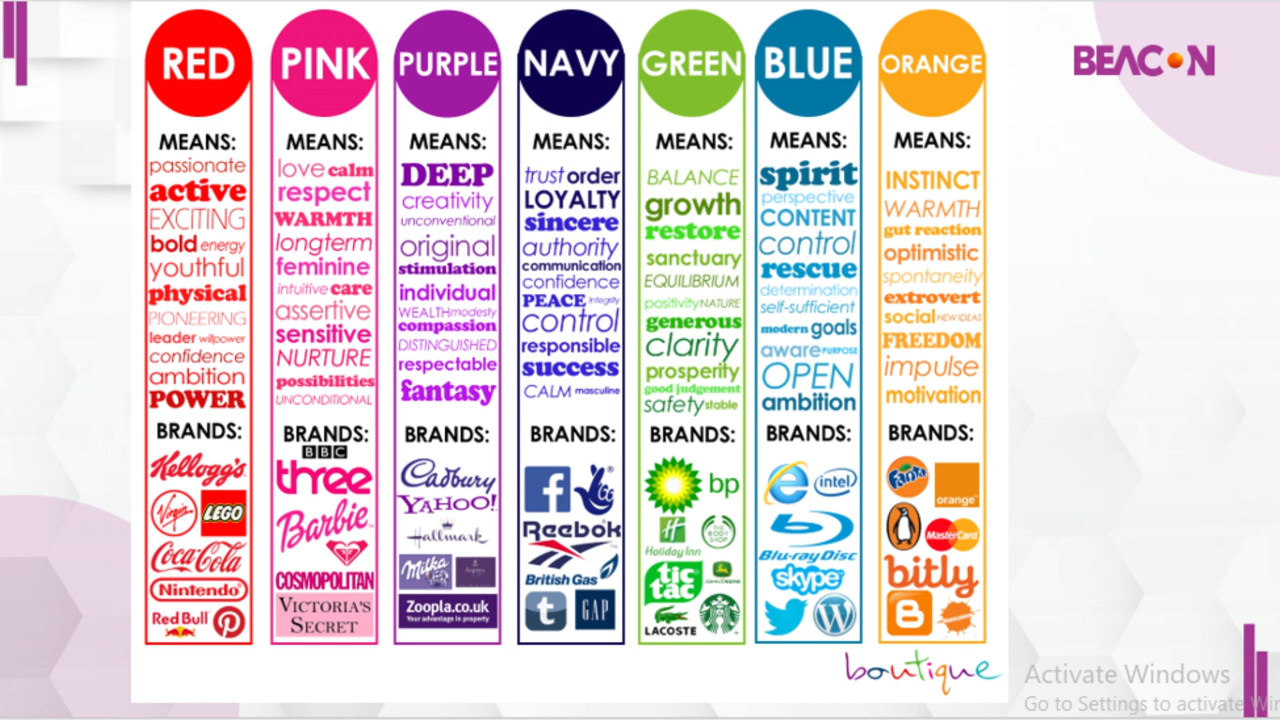 BEACON
RED
MEANS:
passionate
active
EXCITING
bold energy
youthful
physical
PIONEERING
leader willpower
confidence
ambition
POWER
BRANDS:
Kellogg's
Virgin LEGO
Coca-Cola
Nintendo
Red Bull
PINK
MEANS:
love calm
respect
WARMTH
longterm
feminine
intuitive care
assertive
sensitive
NURTURE
possibilities
UNCONDITIONAL
BRANDS:
BBC
three
Barbie
COSMOPOLITAN
VICTORIA'S
SECRET
PURPLE
MEANS:
DEEP
creativity
unconventional
original
stimulation
individual
WEALTH modesty
compassion
DISTINGUISHED
respectable
fantasy
BRANDS:
Cadbury
YAHOO!
Hallmark
Milka
Zoopla.co.uk
Your advantage in property
NAVY
MEANS:
trust order
LOYALTY
sincere
authority
communication
confidence
PEACE integrity
control
responsible
success
CALM masculine
BRANDS:
f
Reebok
British Gas
t GAP
GREEN
MEANS:
BALANCE
growth
restore
sanctuary
EQUILIBRIUM
positivity NATURE
generous
clarity
prosperity
good judgement
safety stable
BRANDS:
bp
H THE BODY SHOP
Holiday Inn
tic tac JOHN DEERE
LACOSTE
BLUE
MEANS:
spirit
perspective
CONTENT
control
rescue
determination
self-sufficient
modern goals
aware PURPOSE
OPEN
ambition
BRANDS:
e intel
Blu-ray Disc
skype
W
ORANGE
MEANS:
INSTINCT
WARMTH
gut reaction
optimistic
spontaneity
extrovert
social NEW IDEAS
FREEDOM
impulse
motivation
BRANDS:
Fanta orange
MasterCard
bitly
B
boutique
Activate Windows
Go to Settings to activate Wi